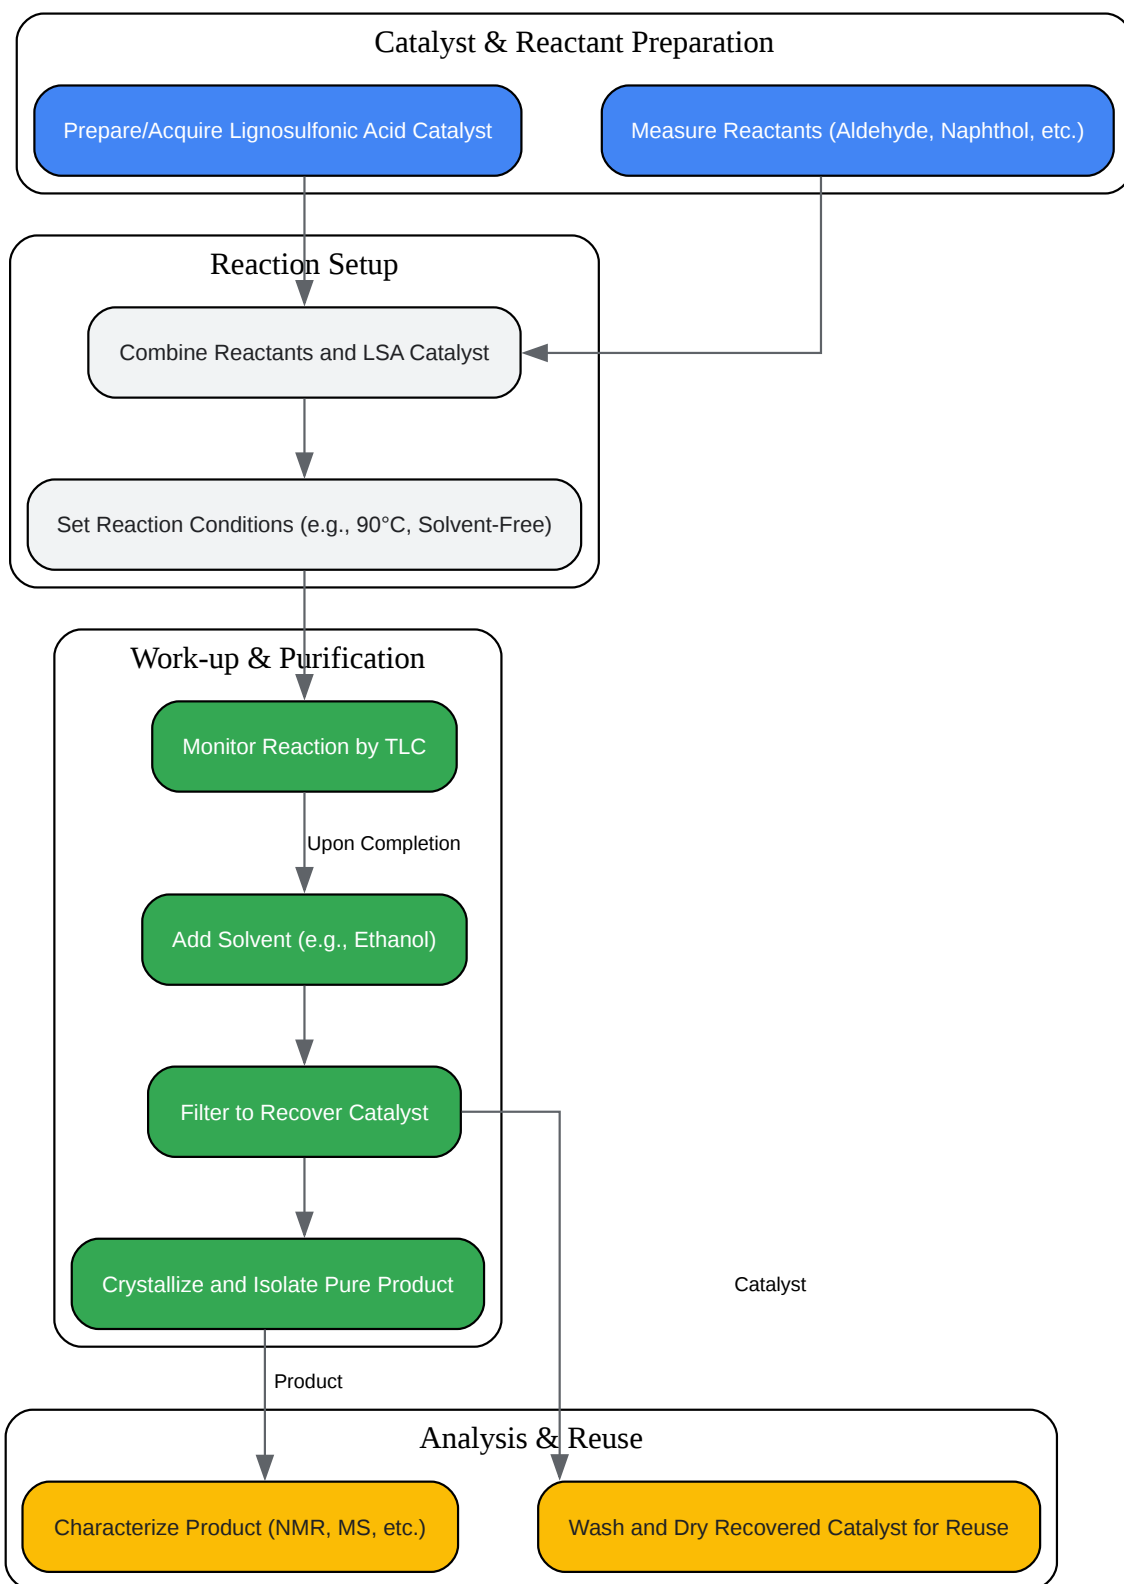 Catalyst & Reactant Preparation
Prepare/Acquire Lignosulfonic Acid Catalyst
Measure Reactants (Aldehyde, Naphthol, etc.)
Reaction Setup
Combine Reactants and LSA Catalyst
Set Reaction Conditions (e.g., 90°C, Solvent-Free)
Work-up & Purification
Monitor Reaction by TLC
Upon Completion
Add Solvent (e.g., Ethanol)
Filter to Recover Catalyst
Crystallize and Isolate Pure Product
Catalyst
Product
Analysis & Reuse
Characterize Product (NMR, MS, etc.)
Wash and Dry Recovered Catalyst for Reuse